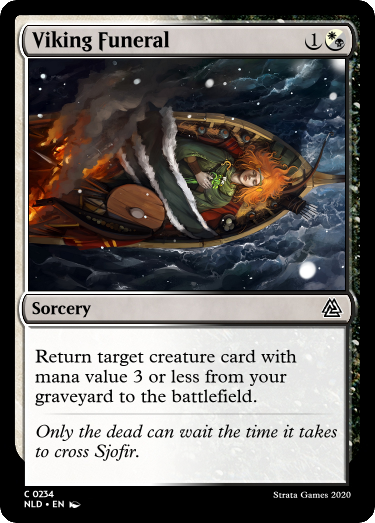 Viking Funeral 1
Sorcery
Return target creature card with
mana value 3 or less from your
graveyard to the battlefield.
Only the dead can wait the time it takes
to cross Sjofir.
C 0234
NLD • EN Strata Games 2020